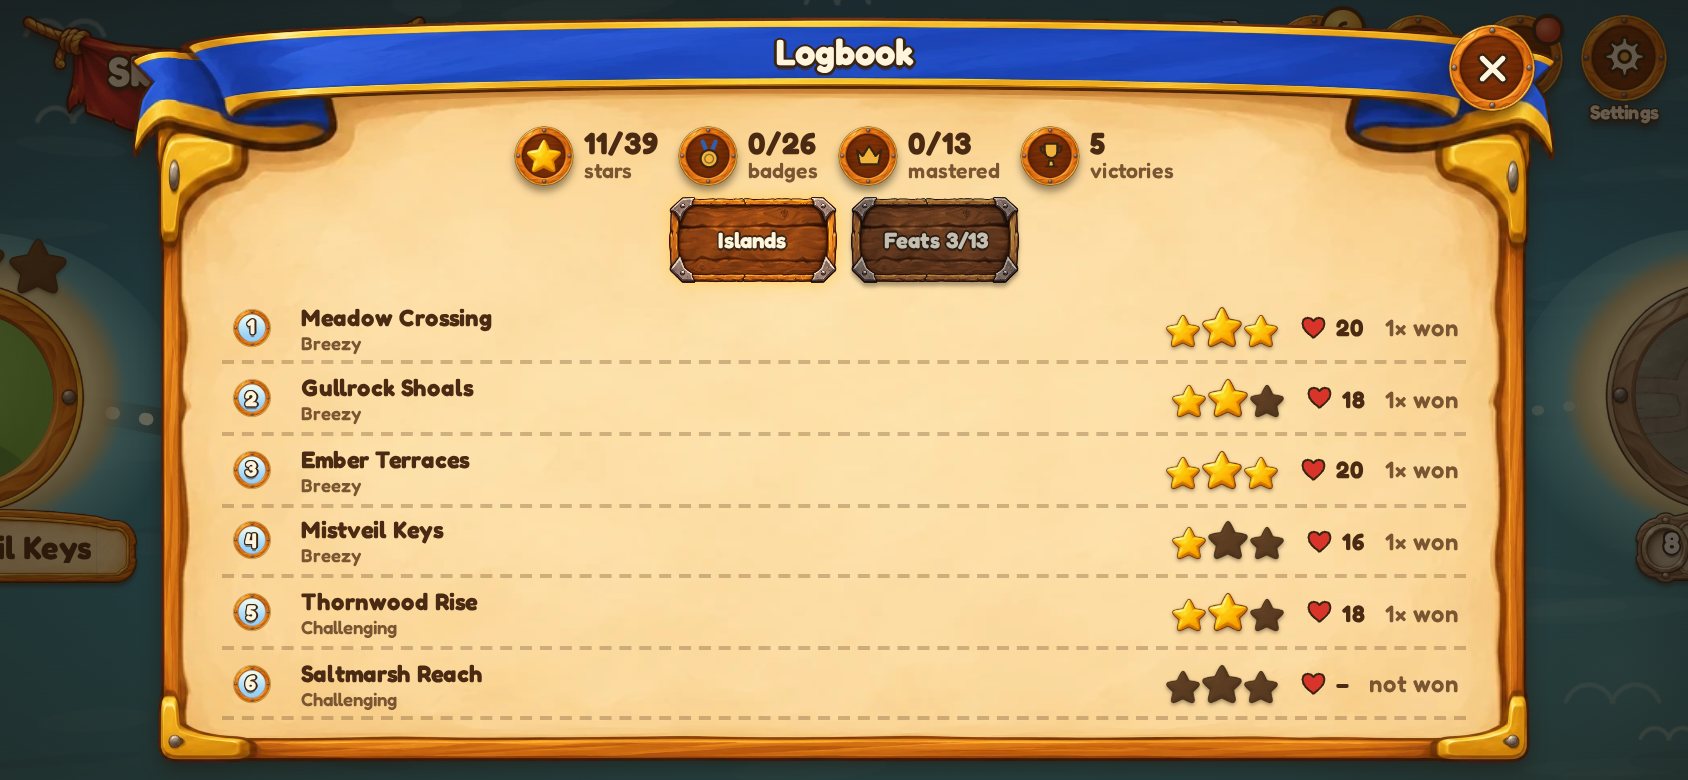 Logbook
Settings
11/39
stars
0/26
badges
0/13
mastered
5
victories
Islands
Feats 3/13
1
Meadow Crossing
Breezy
20
1x won
2
Gullrock Shoals
Breezy
18
1x won
3
Ember Terraces
Breezy
20
1x won
4
Mistveil Keys
Breezy
16
1x won
5
Thornwood Rise
Challenging
18
1x won
6
Saltmarsh Reach
Challenging
–
not won
il Keys
8